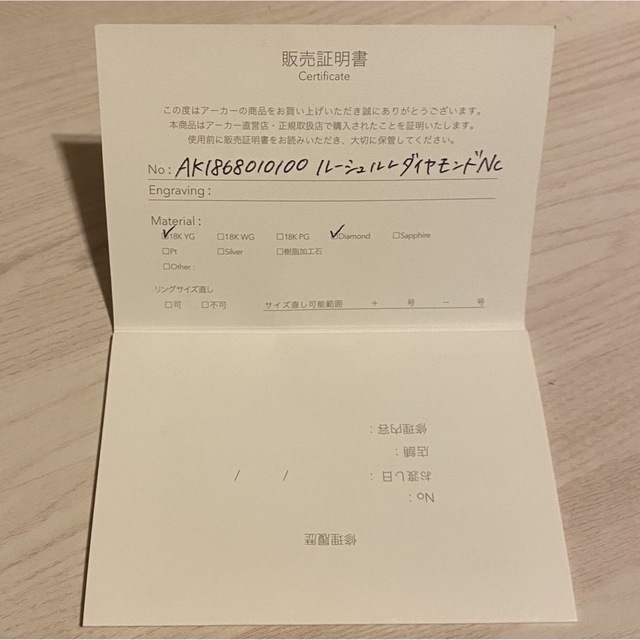 販売証明書
Certificate
この度はアーカーの商品をお買い上げいただき誠にありがとうございます。
本商品はアーカー直営店・正規取扱店で購入されたことを証明いたします。
使用前に販売証明書をお読みいただき、大切に保管してください。
No : AK1868010100 ルーシュルレダイヤモンドNC
Engraving :
Material :
☑18K YG □18K WG □18K PG ☑Diamond □Sapphire
□Pt □Silver □樹脂加工石
□Other :
リングサイズ直し
□可 □不可 サイズ直し可能範囲 + 号 − 号
修理履歴
No :
お渡し日 : / /
店舗 :
修理内容 :